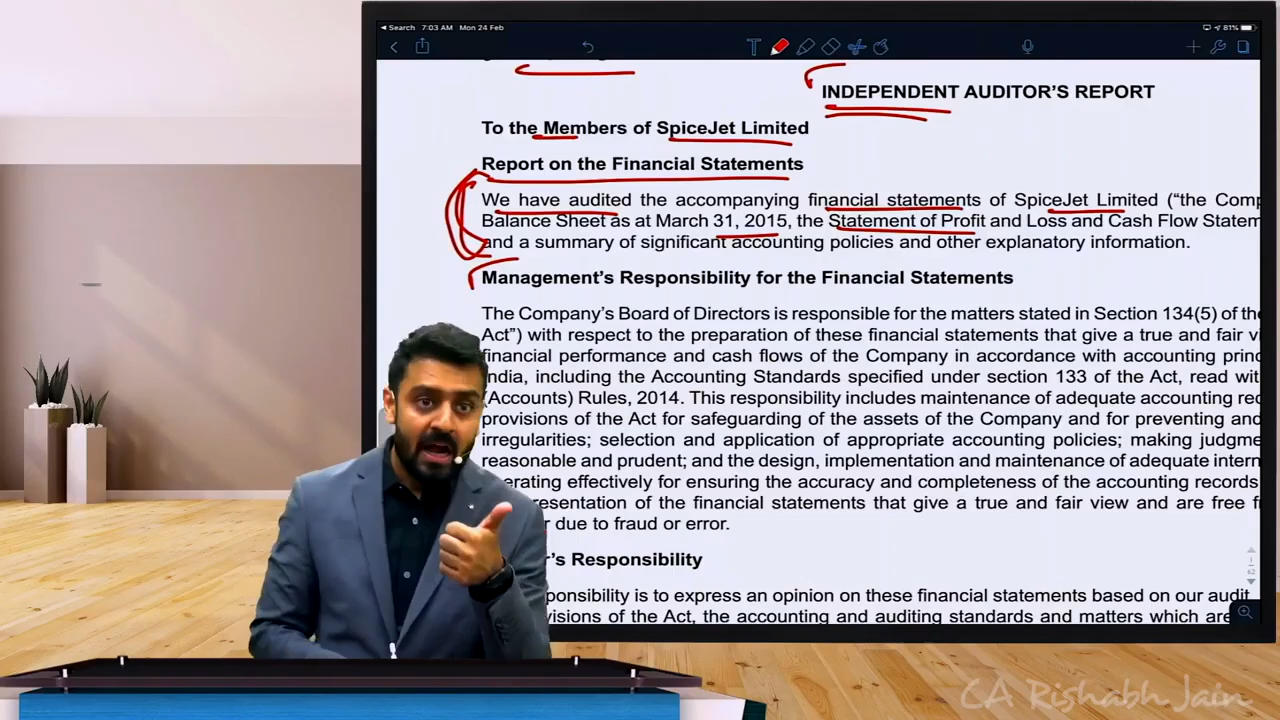 Search 7:03 AM Mon 24 Feb
81%
INDEPENDENT AUDITOR'S REPORT
To the Members of SpiceJet Limited
Report on the Financial Statements
We have audited the accompanying financial statements of SpiceJet Limited ("the Comp
Balance Sheet as at March 31, 2015, the Statement of Profit and Loss and Cash Flow Statem
and a summary of significant accounting policies and other explanatory information.
Management's Responsibility for the Financial Statements
The Company's Board of Directors is responsible for the matters stated in Section 134(5) of the
Act") with respect to the preparation of these financial statements that give a true and fair vi
financial performance and cash flows of the Company in accordance with accounting princ
India, including the Accounting Standards specified under section 133 of the Act, read wit
(Accounts) Rules, 2014. This responsibility includes maintenance of adequate accounting rec
provisions of the Act for safeguarding of the assets of the Company and for preventing and
irregularities; selection and application of appropriate accounting policies; making judgme
reasonable and prudent; and the design, implementation and maintenance of adequate intern
erating effectively for ensuring the accuracy and completeness of the accounting records
resentation of the financial statements that give a true and fair view and are free f
r due to fraud or error.
r's Responsibility
ponsibility is to express an opinion on these financial statements based on our audit
visions of the Act, the accounting and auditing standards and matters which are
CA Rishabh Jain